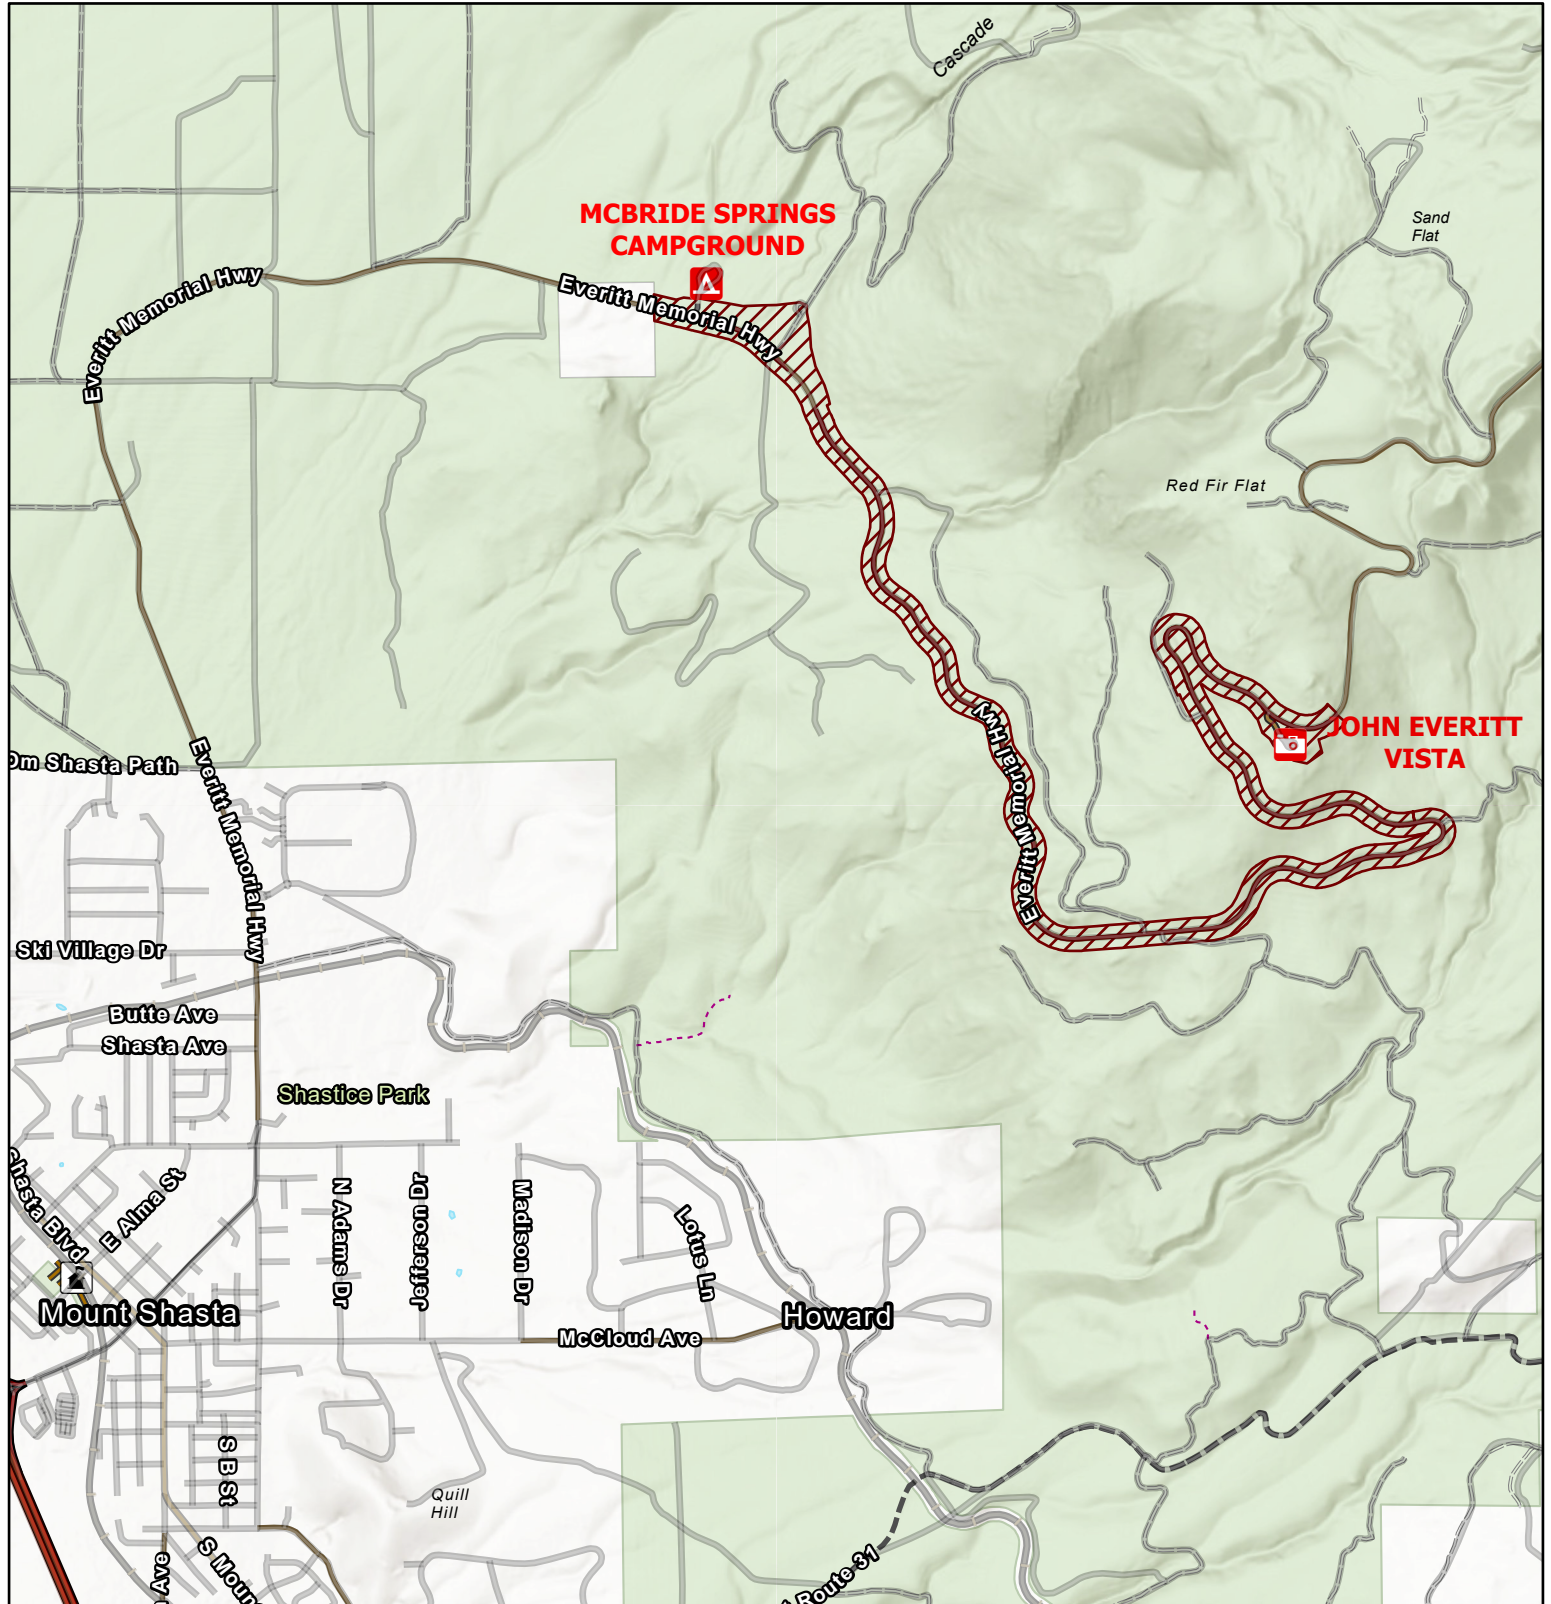 Cascade
MCBRIDE SPRINGS
CAMPGROUND
Sand
Flat
Everitt Memorial Hwy
Everitt Memorial Hwy
Red Fir Flat
Everitt Memorial Hwy
JOHN EVERITT
VISTA
Om Shasta Path
Everitt Memorial Hwy
Ski Village Dr
Butte Ave
Shasta Ave
Shastice Park
Shasta Blvd
E Alma St
N Adams Dr
Jefferson Dr
Madison Dr
Lotus Ln
Mount Shasta
Howard
McCloud Ave
S B St
Quill
Hill
Ave
S Moun
Route 31